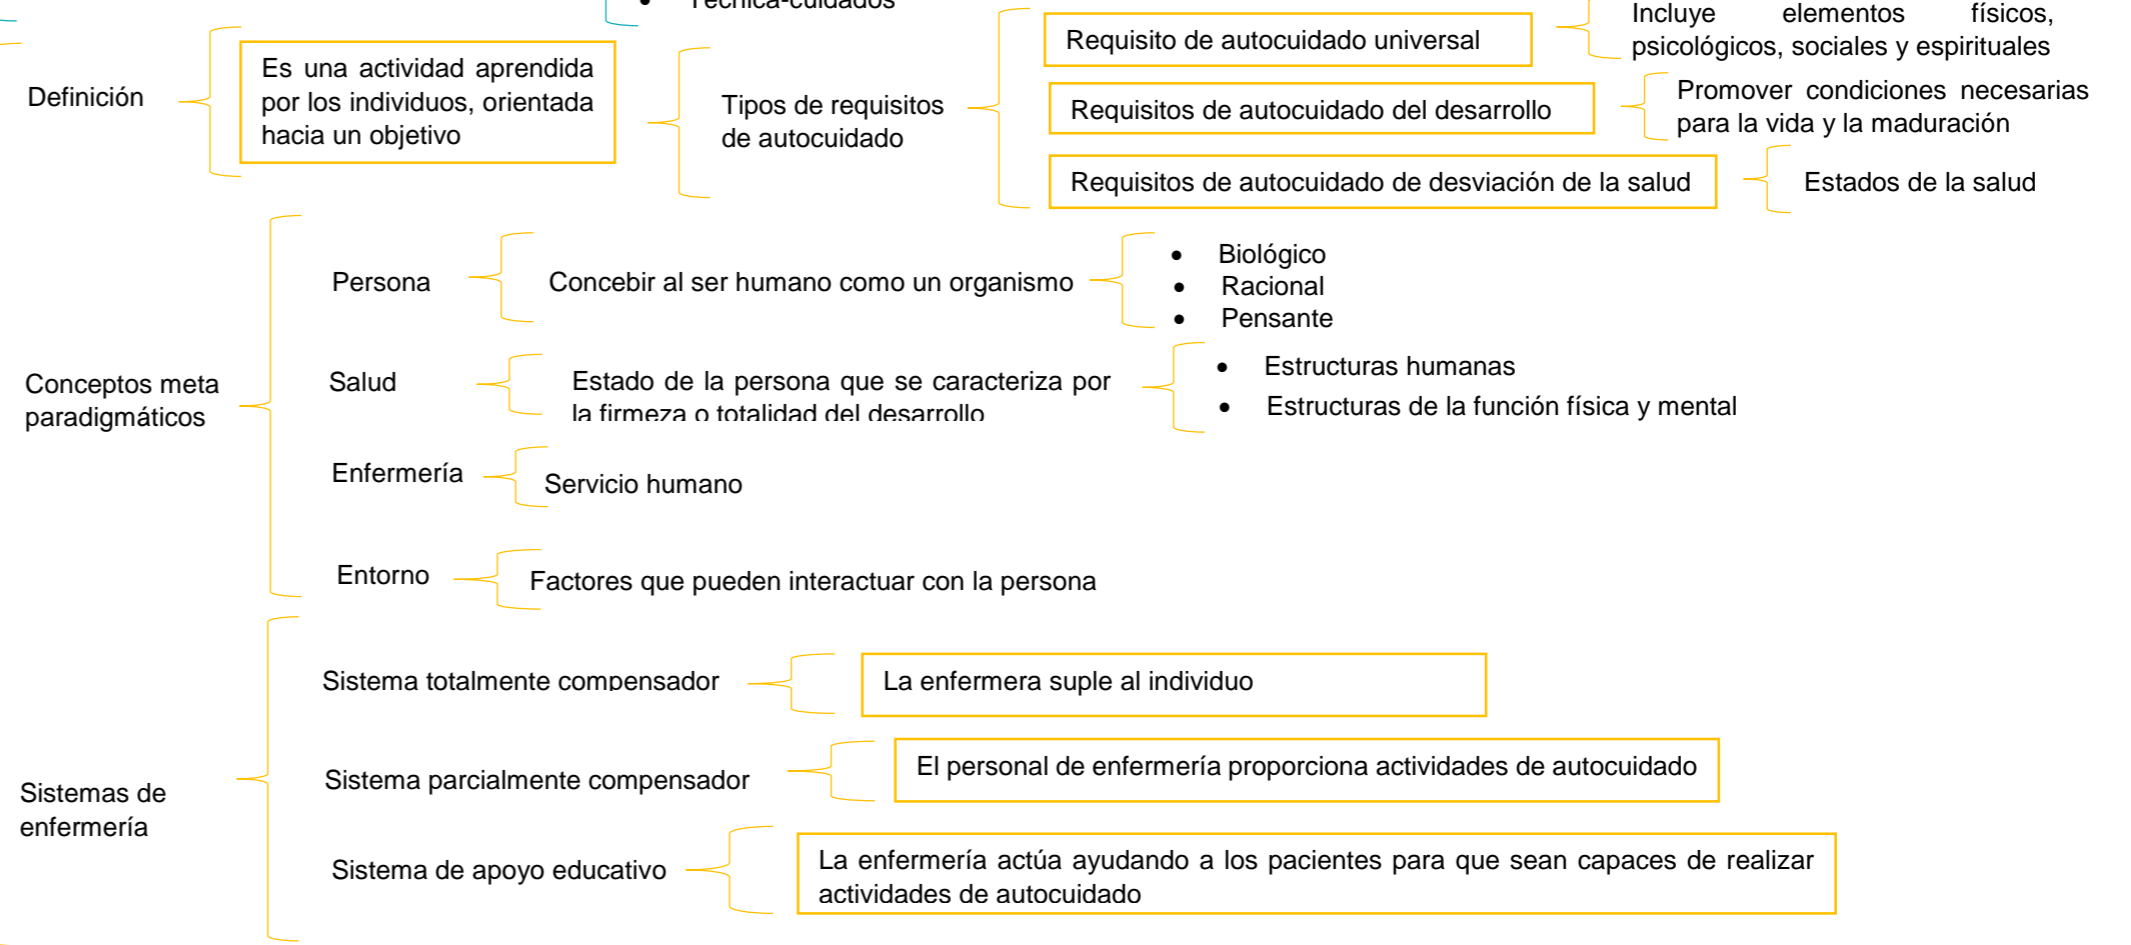 • Técnica-cuidados
Definición
Es una actividad aprendida
por los individuos, orientada
hacia un objetivo
Tipos de requisitos
de autocuidado
Requisito de autocuidado universal
Incluye elementos físicos,
psicológicos, sociales y espirituales
Requisitos de autocuidado del desarrollo
Promover condiciones necesarias
para la vida y la maduración
Requisitos de autocuidado de desviación de la salud
Estados de la salud
Conceptos meta
paradigmáticos
Persona
Concebir al ser humano como un organismo
• Biológico
• Racional
• Pensante
Salud
Estado de la persona que se caracteriza por
la firmeza o totalidad del desarrollo
• Estructuras humanas
• Estructuras de la función física y mental
Enfermería
Servicio humano
Entorno
Factores que pueden interactuar con la persona
Sistemas de
enfermería
Sistema totalmente compensador
La enfermera suple al individuo
Sistema parcialmente compensador
El personal de enfermería proporciona actividades de autocuidado
Sistema de apoyo educativo
La enfermería actúa ayudando a los pacientes para que sean capaces de realizar
actividades de autocuidado